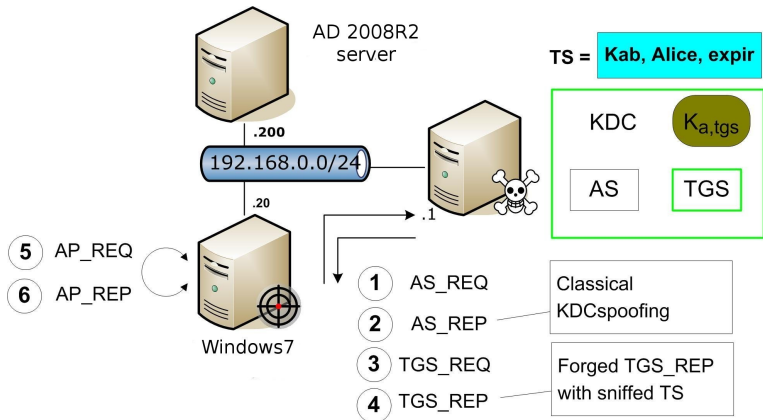 AD 2008R2
server
TS =
Kab, Alice, expir
.200
192.168.0.0/24
KDC
Ka,tgs
AS
TGS
.20
.1
5 AP_REQ
6 AP_REP
Windows7
1 AS_REQ
2 AS_REP
3 TGS_REQ
4 TGS_REP
Classical
KDCspoofing
Forged TGS_REP
with sniffed TS